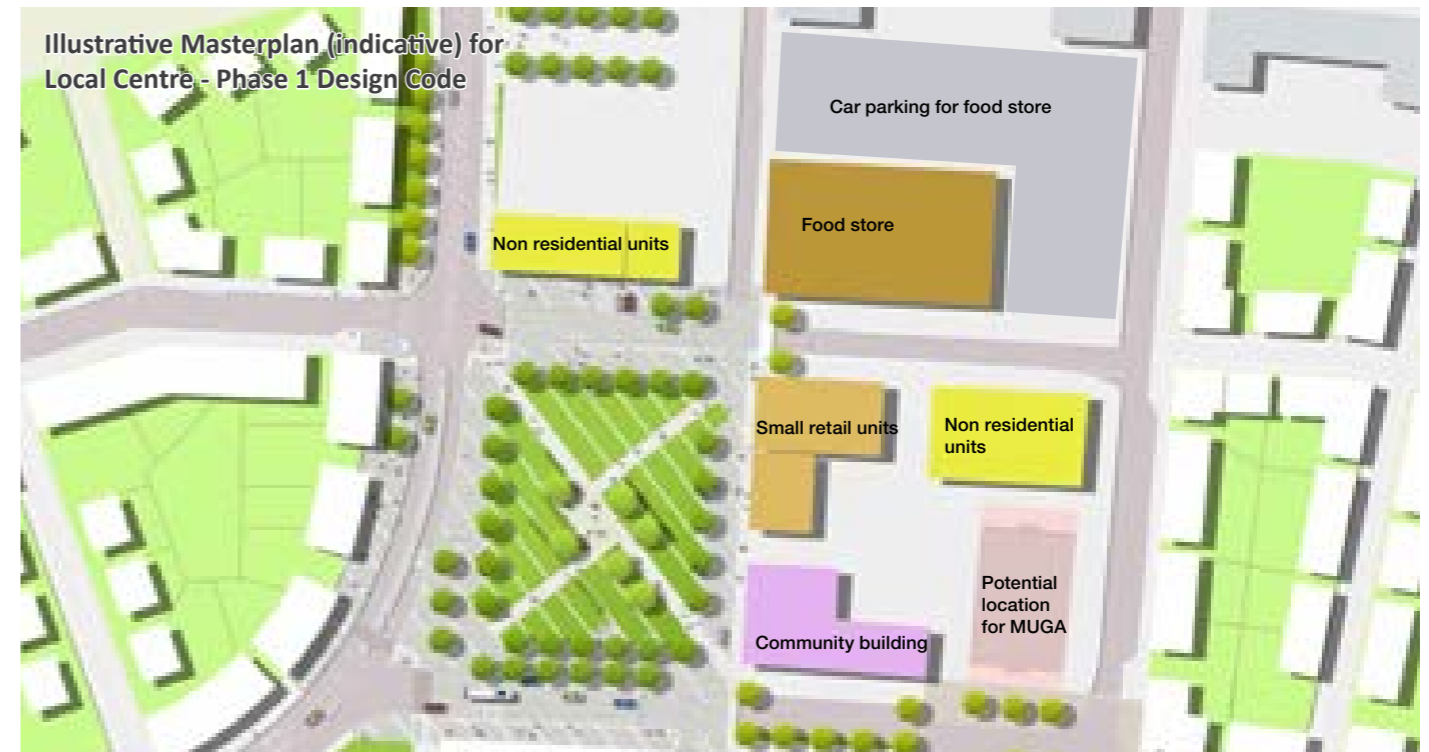 Illustrative Masterplan (indicative) for
Local Centre - Phase 1 Design Code
Car parking for food store
Food store
Non residential units
Small retail units
Non residential
units
Potential
location
for MUGA
Community building